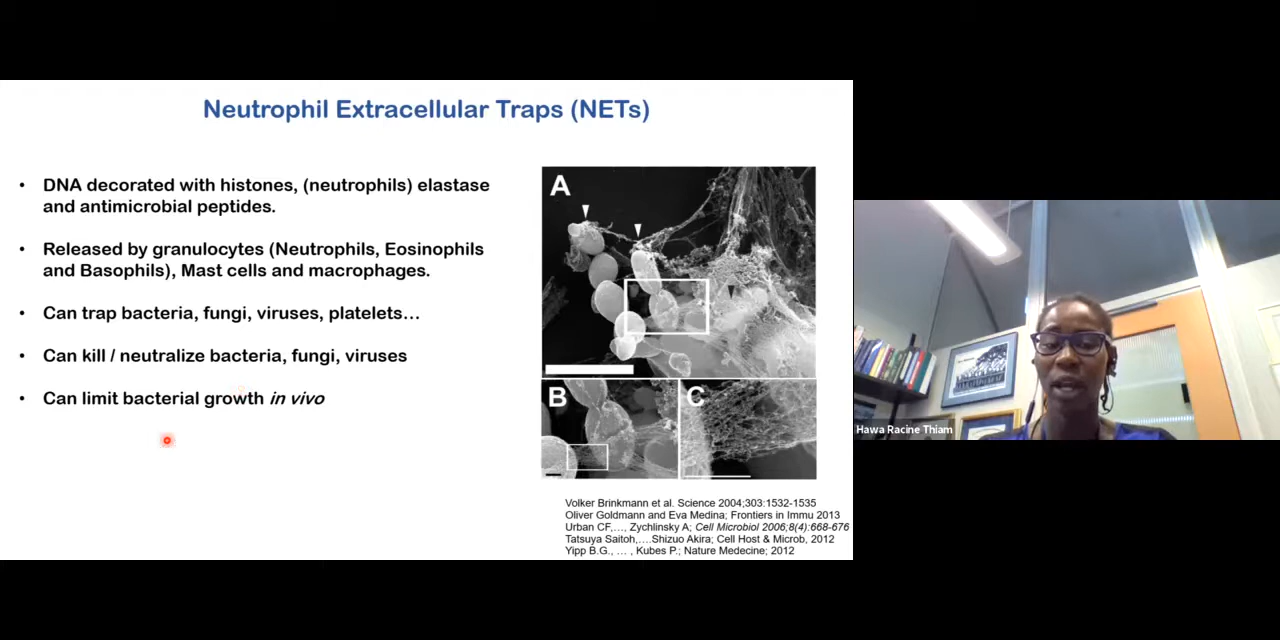 Neutrophil Extracellular Traps (NETs)
• DNA decorated with histones, (neutrophils) elastase
and antimicrobial peptides.
• Released by granulocytes (Neutrophils, Eosinophils
and Basophils), Mast cells and macrophages.
• Can trap bacteria, fungi, viruses, platelets…
• Can kill / neutralize bacteria, fungi, viruses
• Can limit bacterial growth in vivo
A
B
C
Volker Brinkmann et al. Science 2004;303:1532-1535
Oliver Goldmann and Eva Medina; Frontiers in Immu 2013
Urban CF,…, Zychlinsky A; Cell Microbiol 2006;8(4):668-676
Tatsuya Saitoh,….Shizuo Akira; Cell Host & Microb, 2012
Yipp B.G., … , Kubes P.; Nature Medecine; 2012
Hawa Racine Thiam